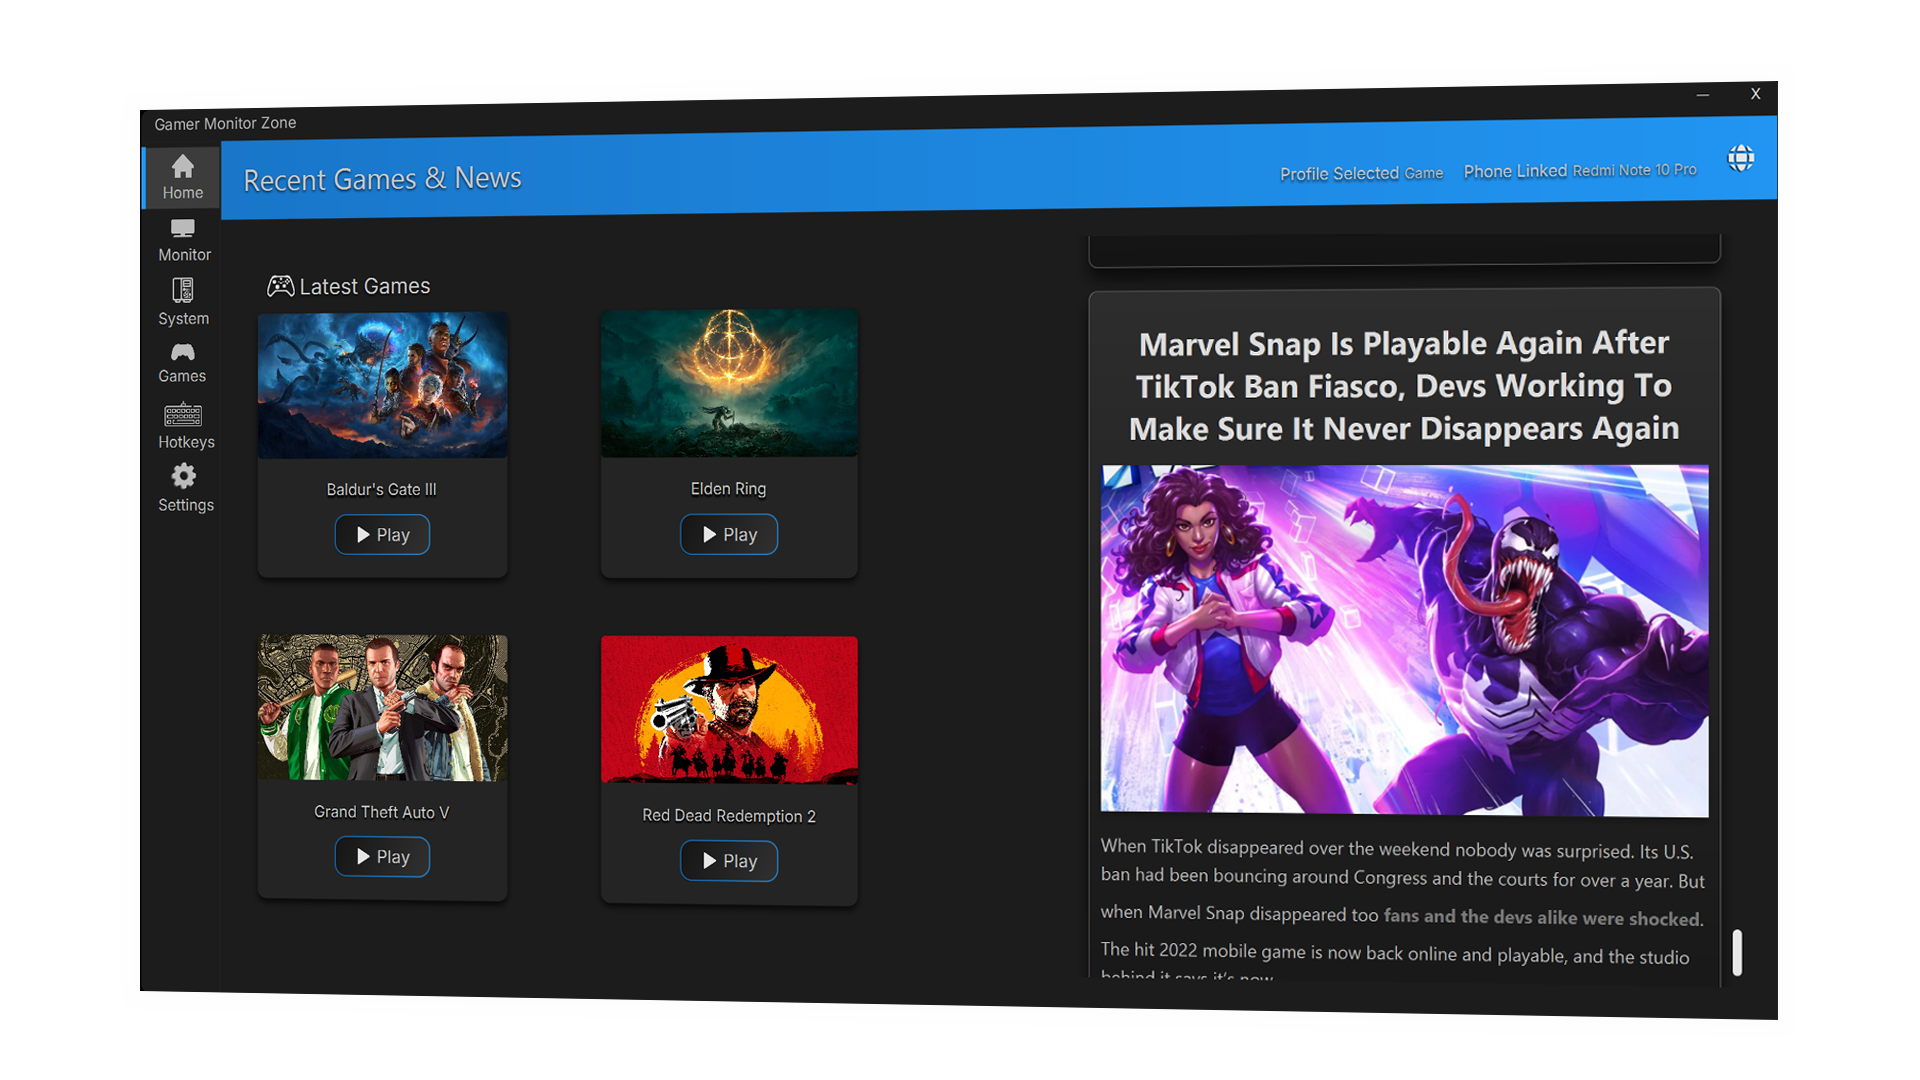 Gamer Monitor Zone
— X
Recent Games & News
Profile Selected Game Phone Linked Redmi Note 10 Pro
Home
Monitor
System
Games
Hotkeys
Settings
Latest Games
Baldur's Gate III
Play
Elden Ring
Play
Grand Theft Auto V
Play
Red Dead Redemption 2
Play
Marvel Snap Is Playable Again After
TikTok Ban Fiasco, Devs Working To
Make Sure It Never Disappears Again
When TikTok disappeared over the weekend nobody was surprised. Its U.S.
ban had been bouncing around Congress and the courts for over a year. But
when Marvel Snap disappeared too fans and the devs alike were shocked.
The hit 2022 mobile game is now back online and playable, and the studio
behind it says it’s now